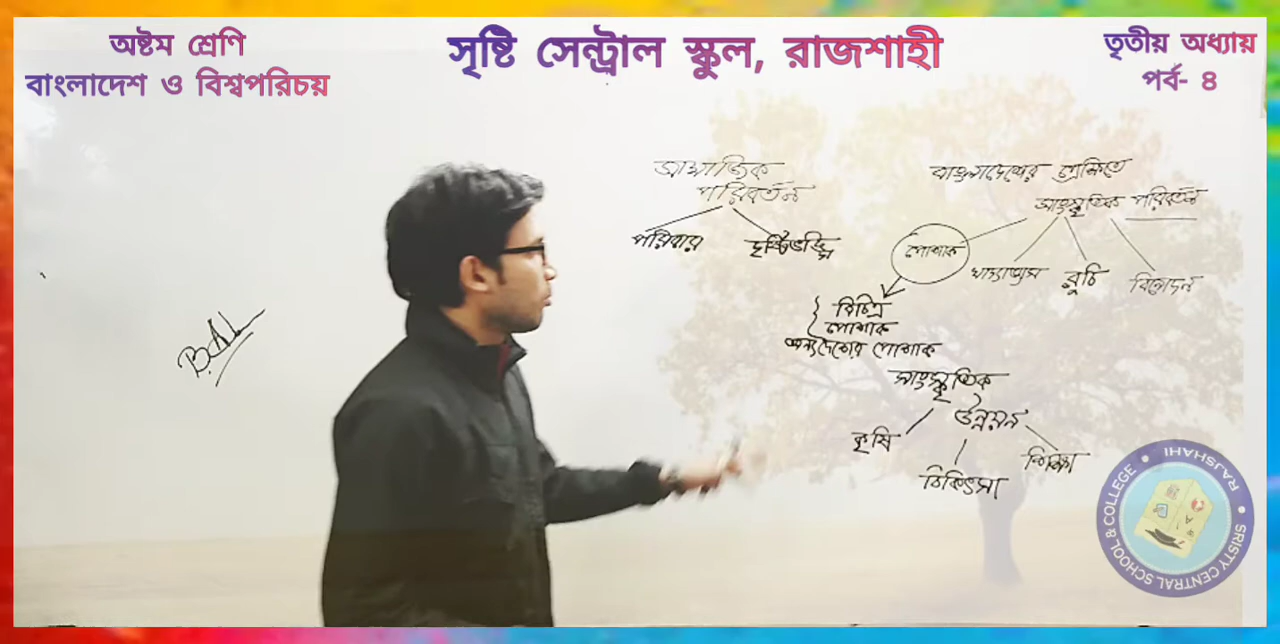 অষ্টম শ্রেণি
বাংলাদেশ ও বিশ্বপরিচয়
সৃষ্টি সেন্ট্রাল স্কুল, রাজশাহী
তৃতীয় অধ্যায়
পর্ব- ৪
সামাজিক
পরিবর্তন
পরিবার
দৃষ্টিভঙ্গি
বাংলাদেশের প্রেক্ষিতে
সাংস্কৃতিক পরিবর্তন
পোশাক
খাদ্যাভ্যাস
রুচি
বিনোদন
বিচিত্র
পোশাক
অন্যদেশের পোশাক
সাংস্কৃতিক
উন্নয়ন
কৃষি
চিকিৎসা
শিক্ষা
SRISTY CENTRAL SCHOOL & COLLEGE
RAJSHAHI